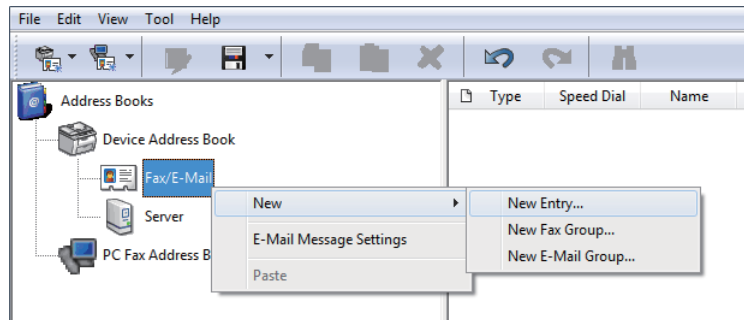 File Edit View Tool Help
Address Books
Type Speed Dial Name
Device Address Book
Fax/E-Mail
New
New Entry...
Server
E-Mail Message Settings
New Fax Group...
PC Fax Address B
New E-Mail Group...
Paste